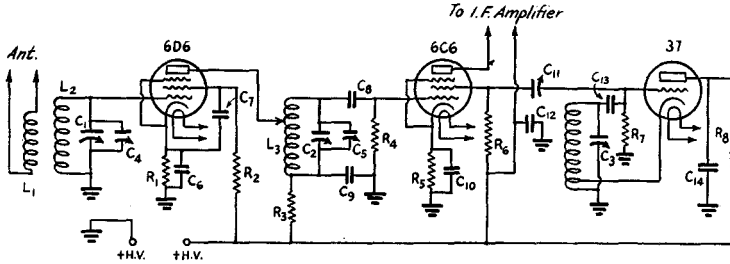 To I.F. Amplifier
Ant.
6D6
6C6
37
L2
C7
C8
C11
C13
C1
C4
L3
C2
C5
R4
C12
R7
C3
R8
L1
R1
C6
R2
C9
R5
C10
R6
C14
R3
+H.V.
+H.V.